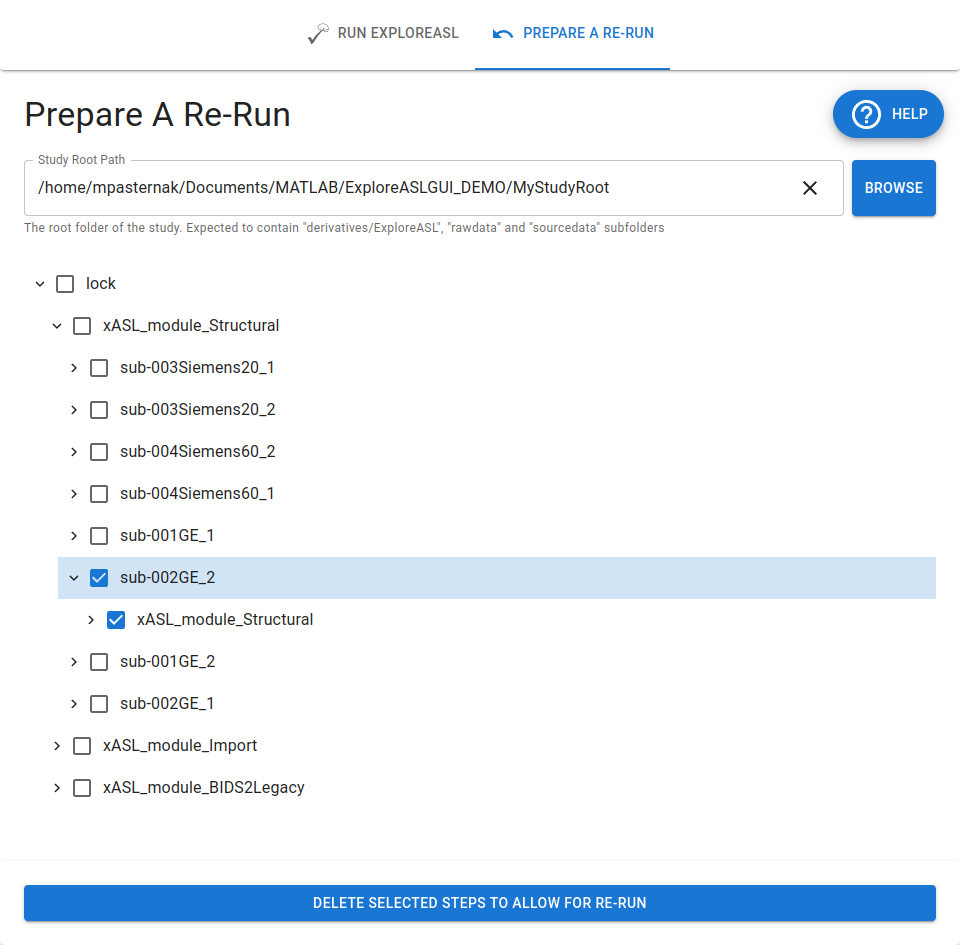 RUN EXPLOREASL
PREPARE A RE-RUN
Prepare A Re-Run
HELP
Study Root Path
/home/mpasternak/Documents/MATLAB/ExploreASLGUI_DEMO/MyStudyRoot
BROWSE
The root folder of the study. Expected to contain "derivatives/ExploreASL", "rawdata" and "sourcedata" subfolders
lock
xASL_module_Structural
sub-003Siemens20_1
sub-003Siemens20_2
sub-004Siemens60_2
sub-004Siemens60_1
sub-001GE_1
sub-002GE_2
xASL_module_Structural
sub-001GE_2
sub-002GE_1
xASL_module_Import
xASL_module_BIDS2Legacy
DELETE SELECTED STEPS TO ALLOW FOR RE-RUN